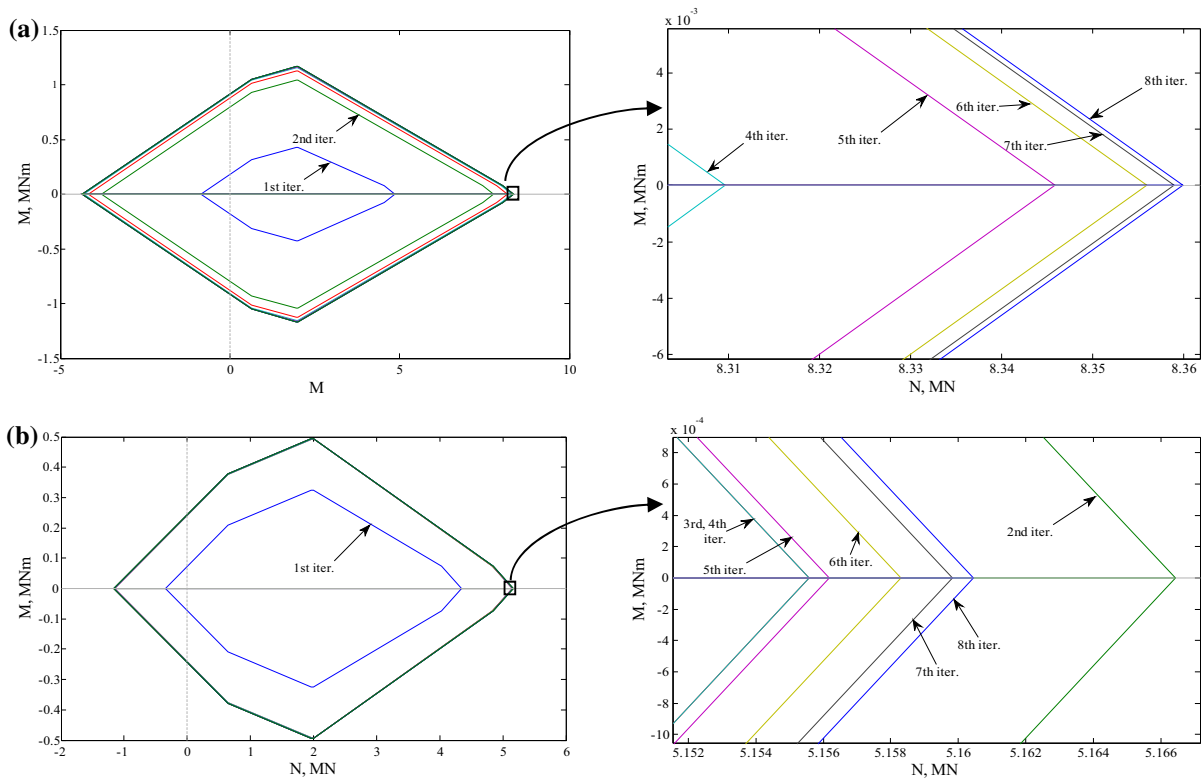 (a)
1.5
1
0.5
0
-0.5
-1
-1.5
M, MNm
-5
0
5
10
M
2nd iter.
1st iter.
x 10⁻³
4
2
0
-2
-4
-6
M, MNm
8.31
8.32
8.33
8.34
8.35
8.36
N, MN
4th iter.
5th iter.
6th iter.
7th iter.
8th iter.
(b)
0.5
0.4
0.3
0.2
0.1
0
-0.1
-0.2
-0.3
-0.4
-0.5
M, MNm
-2
-1
0
1
2
3
4
5
6
N, MN
1st iter.
x 10⁻⁴
8
6
4
2
0
-2
-4
-6
-8
-10
M, MNm
5.152
5.154
5.156
5.158
5.16
5.162
5.164
5.166
N, MN
3rd, 4th
iter.
5th iter.
6th iter.
7th iter.
8th iter.
2nd iter.